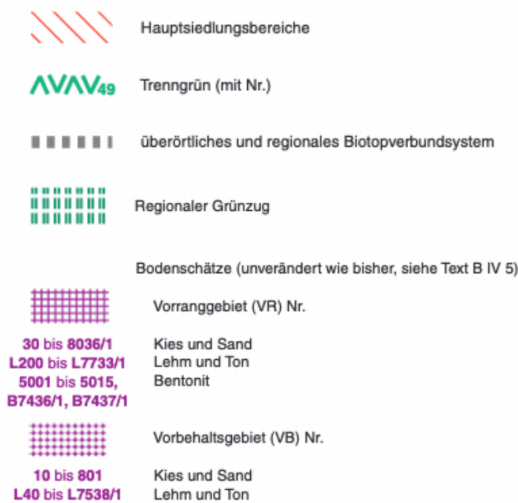 Hauptsiedlungsbereiche
49 Trenngrün (mit Nr.)
überörtliches und regionales Biotopverbundsystem
Regionaler Grünzug
Bodenschätze (unverändert wie bisher, siehe Text B IV 5)
Vorranggebiet (VR) Nr.
30 bis 8036/1 Kies und Sand
L200 bis L7733/1 Lehm und Ton
5001 bis 5015, Bentonit
B7436/1, B7437/1
Vorbehaltsgebiet (VB) Nr.
10 bis 801 Kies und Sand
L40 bis L7538/1 Lehm und Ton